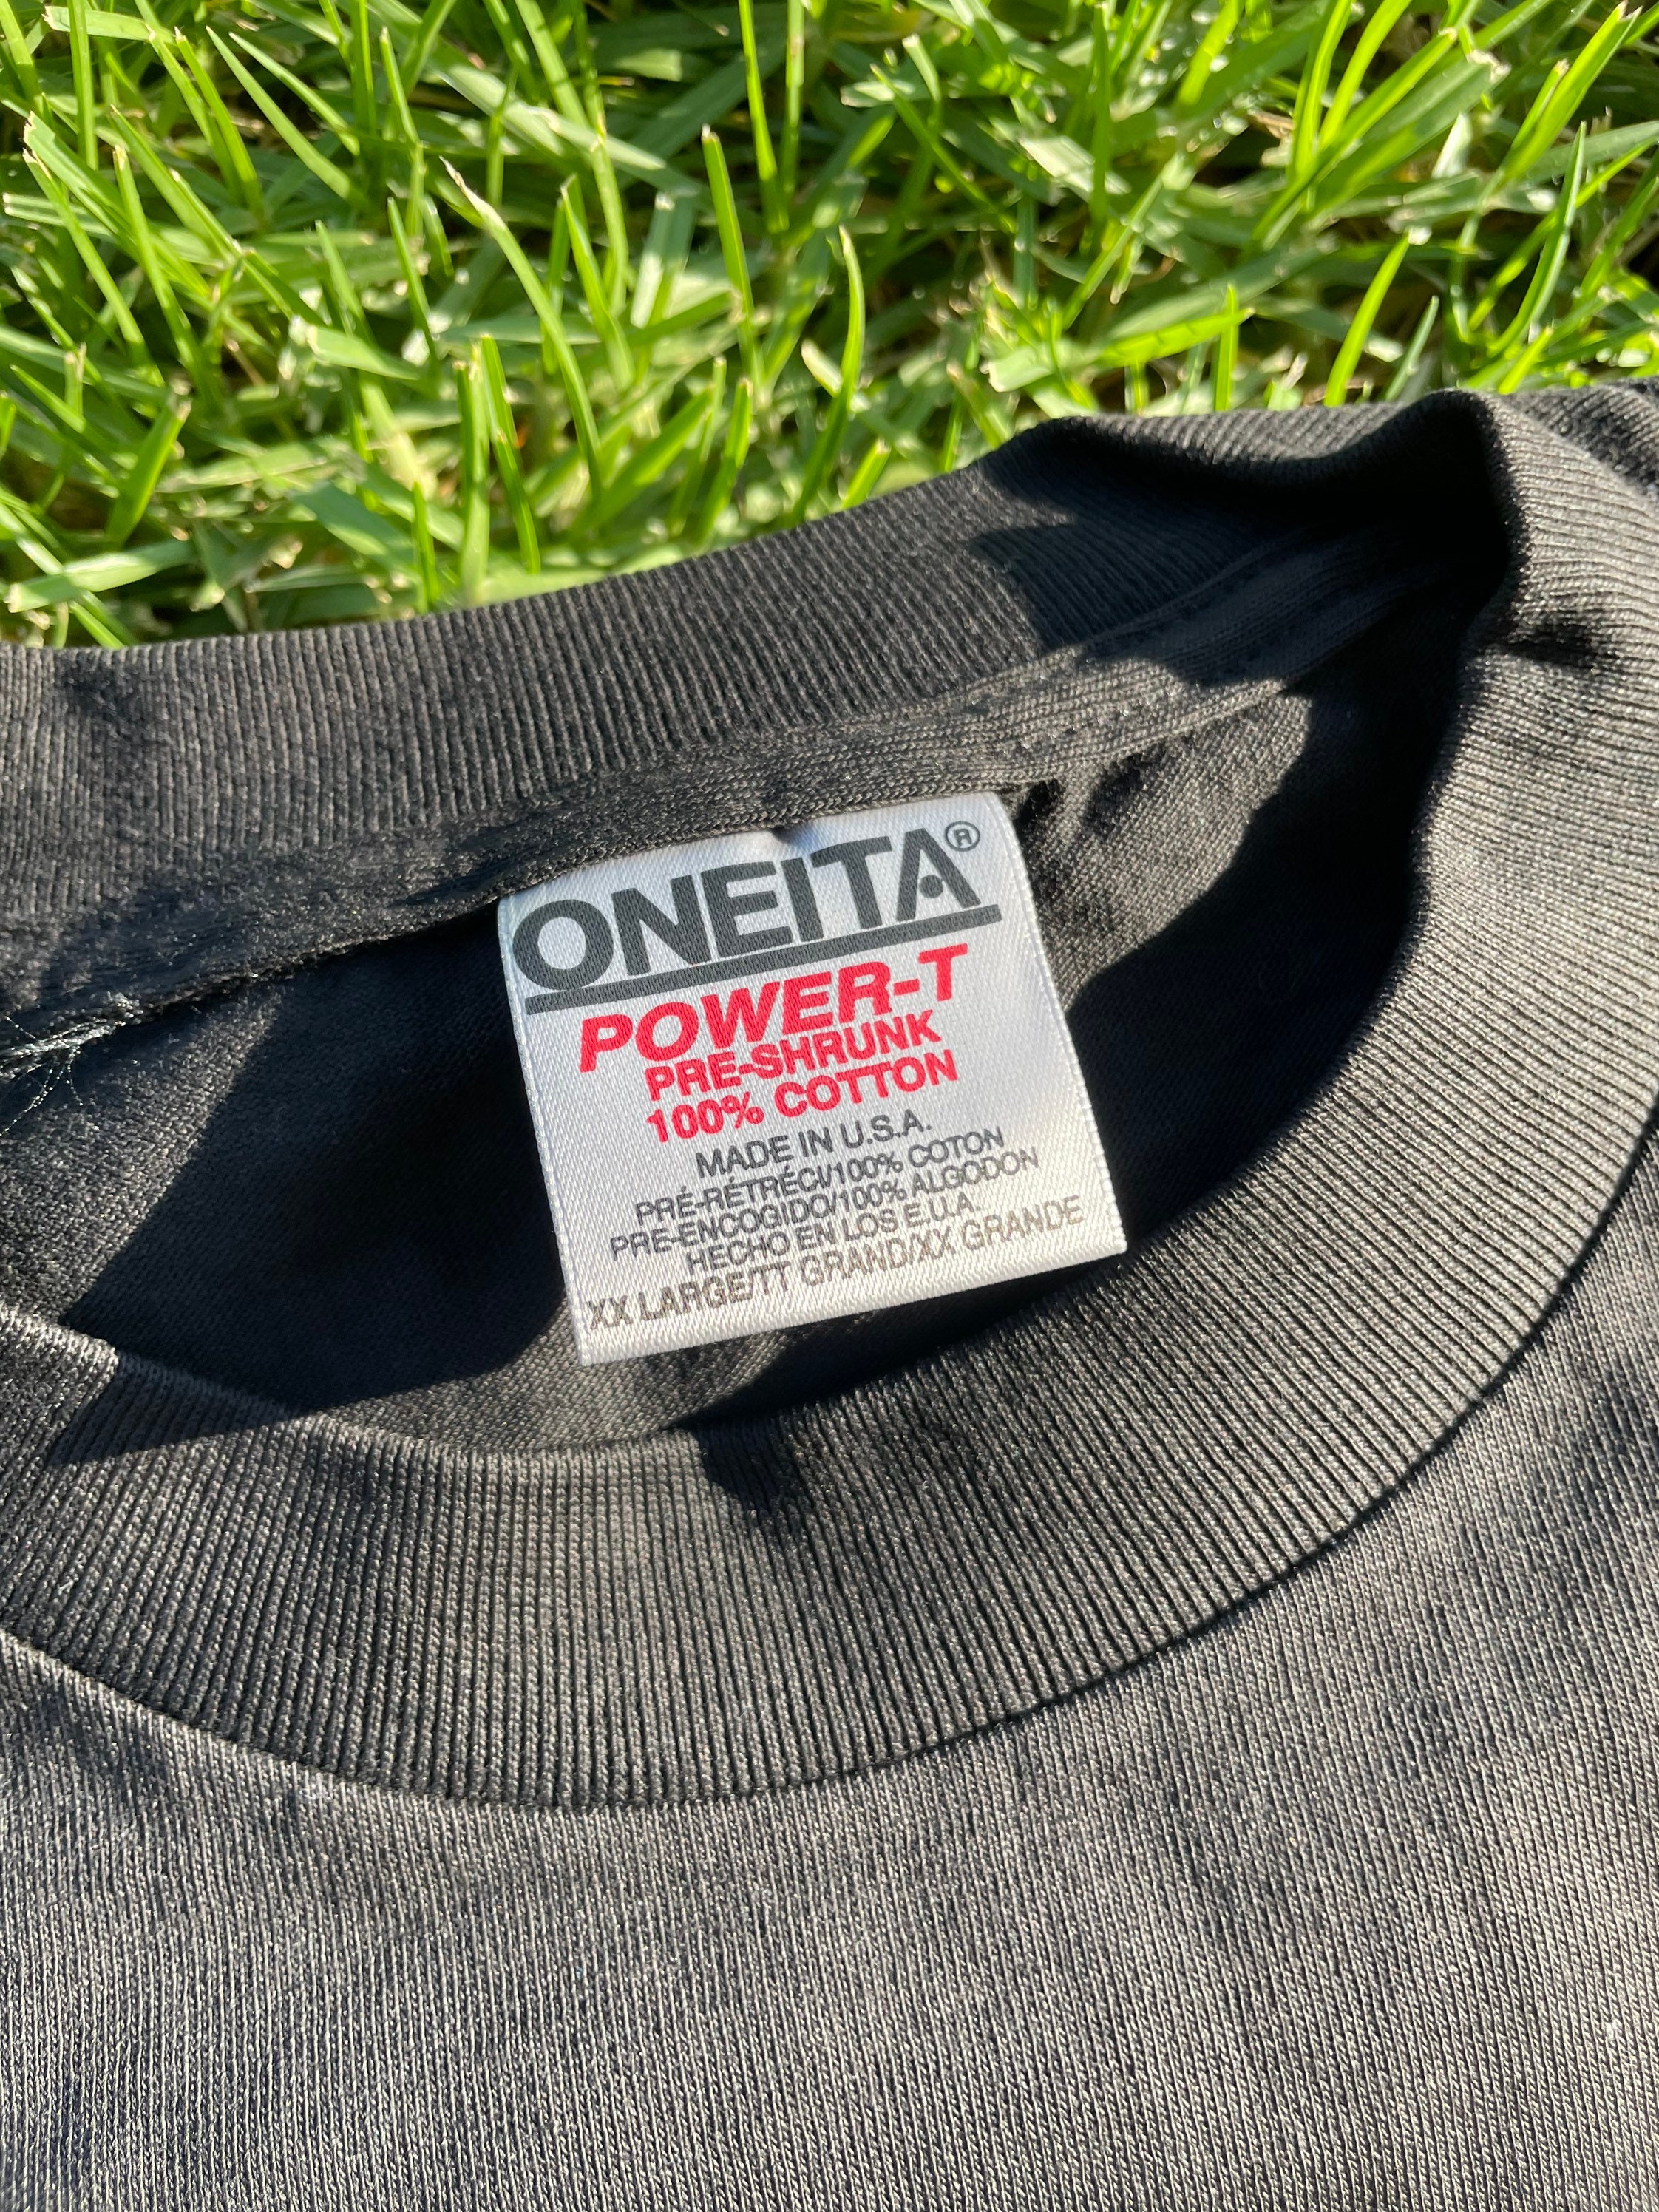 ONEITA®
POWER-T
PRE-SHRUNK
100% COTTON
MADE IN U.S.A.
PRÉ-RÉTRÉCI/100% COTON
PRE-ENCOGIDO/100% ALGODON
HECHO EN LOS E.U.A.
XX LARGE/TT GRAND/XX GRANDE